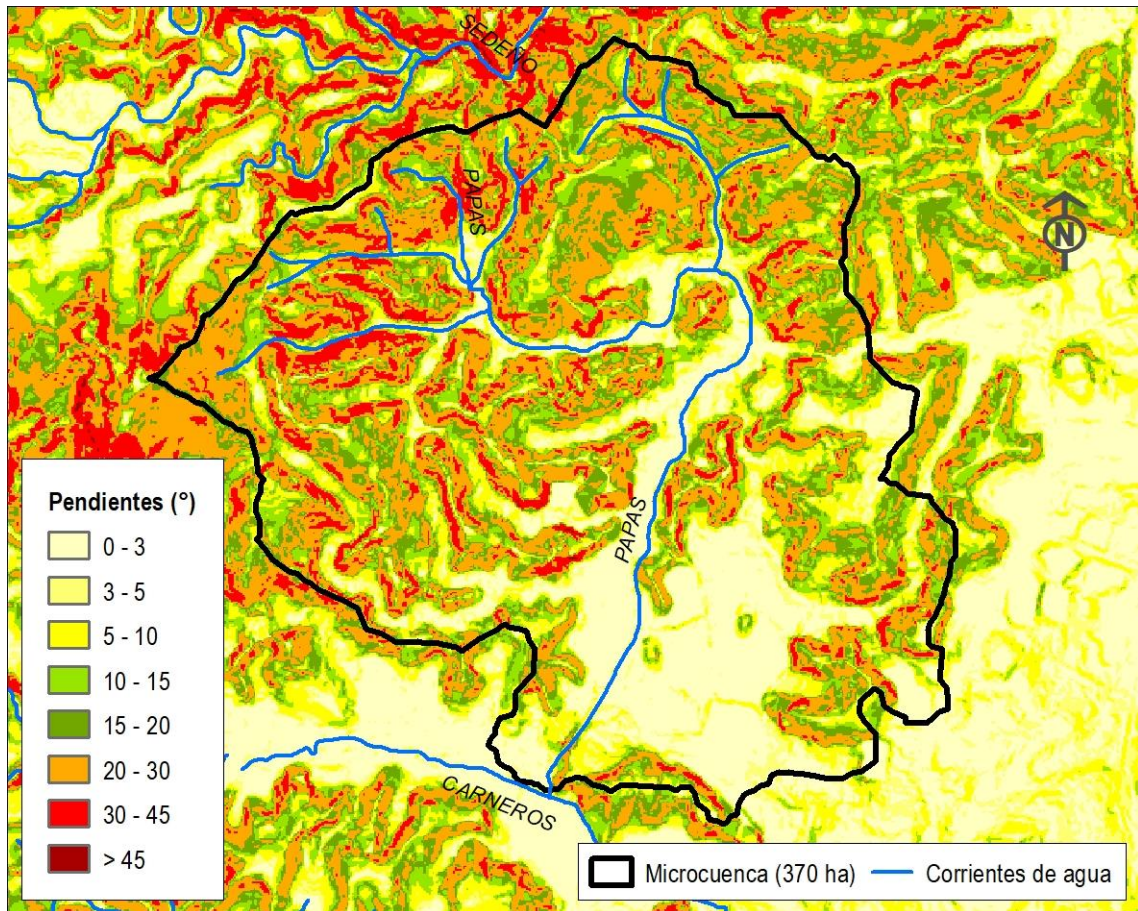 SEDEÑO
PAPAS
N
PAPAS
CARNEROS
Pendientes (°)
0 - 3
3 - 5
5 - 10
10 - 15
15 - 20
20 - 30
30 - 45
> 45
Microcuenca (370 ha)
Corrientes de agua